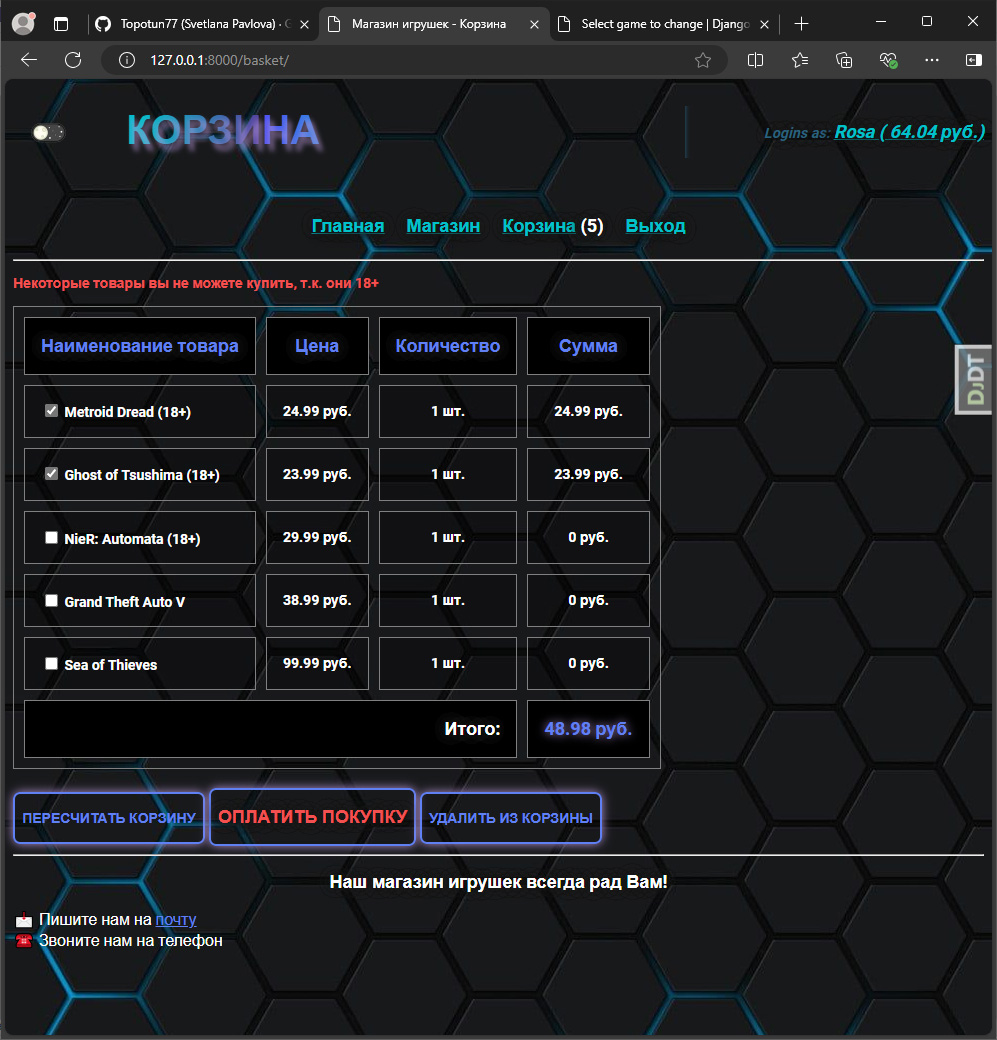 Topotun77 (Svetlana Pavlova) · G
Магазин игрушек - Корзина
Select game to change | Django
127.0.0.1:8000/basket/
КОРЗИНА
Logins as: Rosa ( 64.04 руб.)
Главная Магазин Корзина (5) Выход
Некоторые товары вы не можете купить, т.к. они 18+
Наименование товара Цена Количество Сумма
Metroid Dread (18+) 24.99 руб. 1 шт. 24.99 руб.
Ghost of Tsushima (18+) 23.99 руб. 1 шт. 23.99 руб.
NieR: Automata (18+) 29.99 руб. 1 шт. 0 руб.
Grand Theft Auto V 38.99 руб. 1 шт. 0 руб.
Sea of Thieves 99.99 руб. 1 шт. 0 руб.
Итого: 48.98 руб.
DJDT
ПЕРЕСЧИТАТЬ КОРЗИНУ ОПЛАТИТЬ ПОКУПКУ УДАЛИТЬ ИЗ КОРЗИНЫ
Наш магазин игрушек всегда рад Вам!
Пишите нам на почту
Звоните нам на телефон